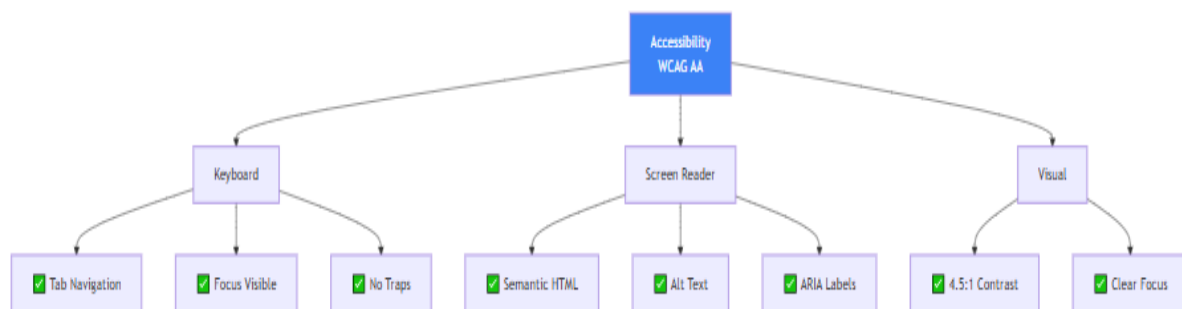 Accessibility
WCAG AA
Keyboard
Screen Reader
Visual
✅ Tab Navigation
✅ Focus Visible
✅ No Traps
✅ Semantic HTML
✅ Alt Text
✅ ARIA Labels
✅ 4.5:1 Contrast
✅ Clear Focus